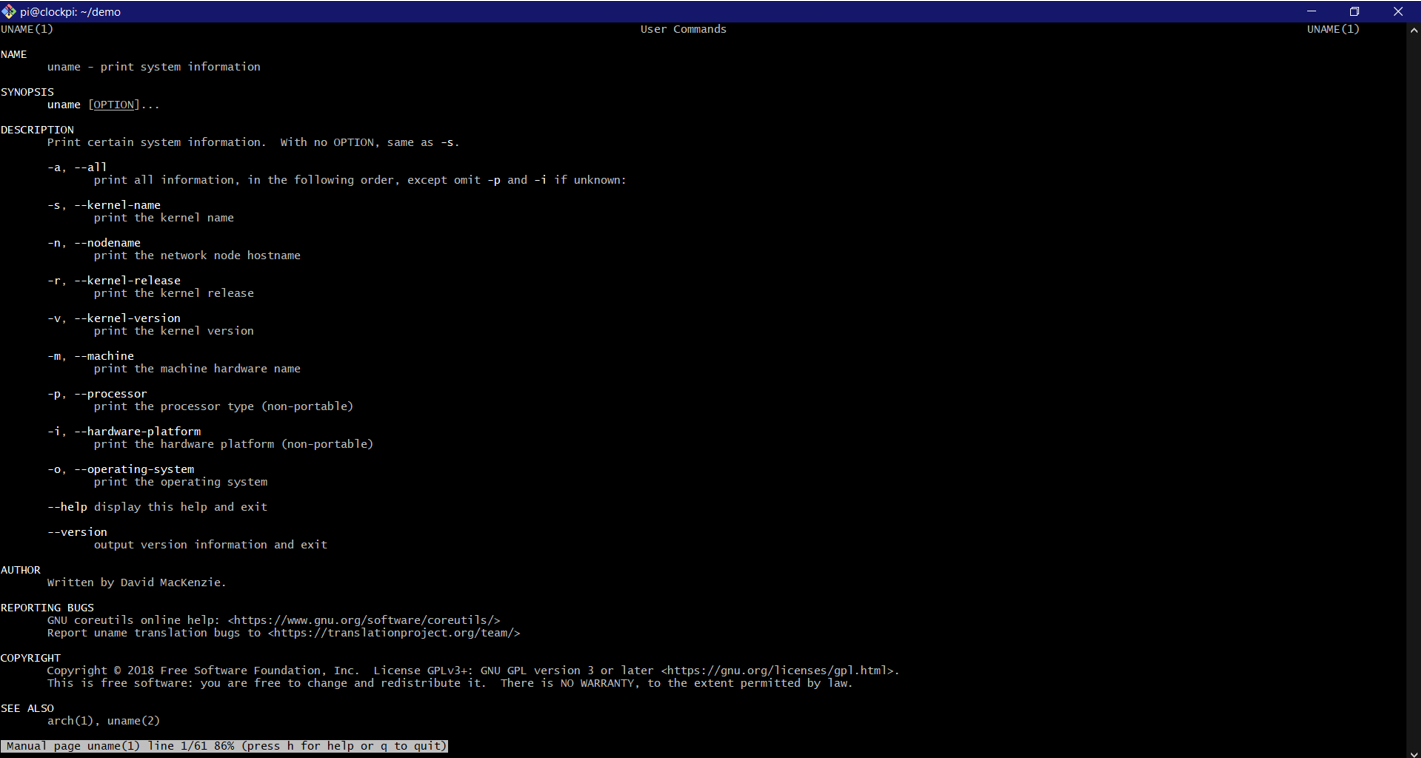 pi@clockpi: ~/demo
UNAME(1) User Commands UNAME(1)
NAME
uname - print system information
SYNOPSIS
uname [OPTION]...
DESCRIPTION
Print certain system information.  With no OPTION, same as -s.
-a, --all
print all information, in the following order, except omit -p and -i if unknown:
-s, --kernel-name
print the kernel name
-n, --nodename
print the network node hostname
-r, --kernel-release
print the kernel release
-v, --kernel-version
print the kernel version
-m, --machine
print the machine hardware name
-p, --processor
print the processor type (non-portable)
-i, --hardware-platform
print the hardware platform (non-portable)
-o, --operating-system
print the operating system
--help display this help and exit
--version
output version information and exit
AUTHOR
Written by David MacKenzie.
REPORTING BUGS
GNU coreutils online help: <https://www.gnu.org/software/coreutils/>
Report uname translation bugs to <https://translationproject.org/team/>
COPYRIGHT
Copyright © 2018 Free Software Foundation, Inc.  License GPLv3+: GNU GPL version 3 or later <https://gnu.org/licenses/gpl.html>.
This is free software: you are free to change and redistribute it.  There is NO WARRANTY, to the extent permitted by law.
SEE ALSO
arch(1), uname(2)
Manual page uname(1) line 1/61 86% (press h for help or q to quit)